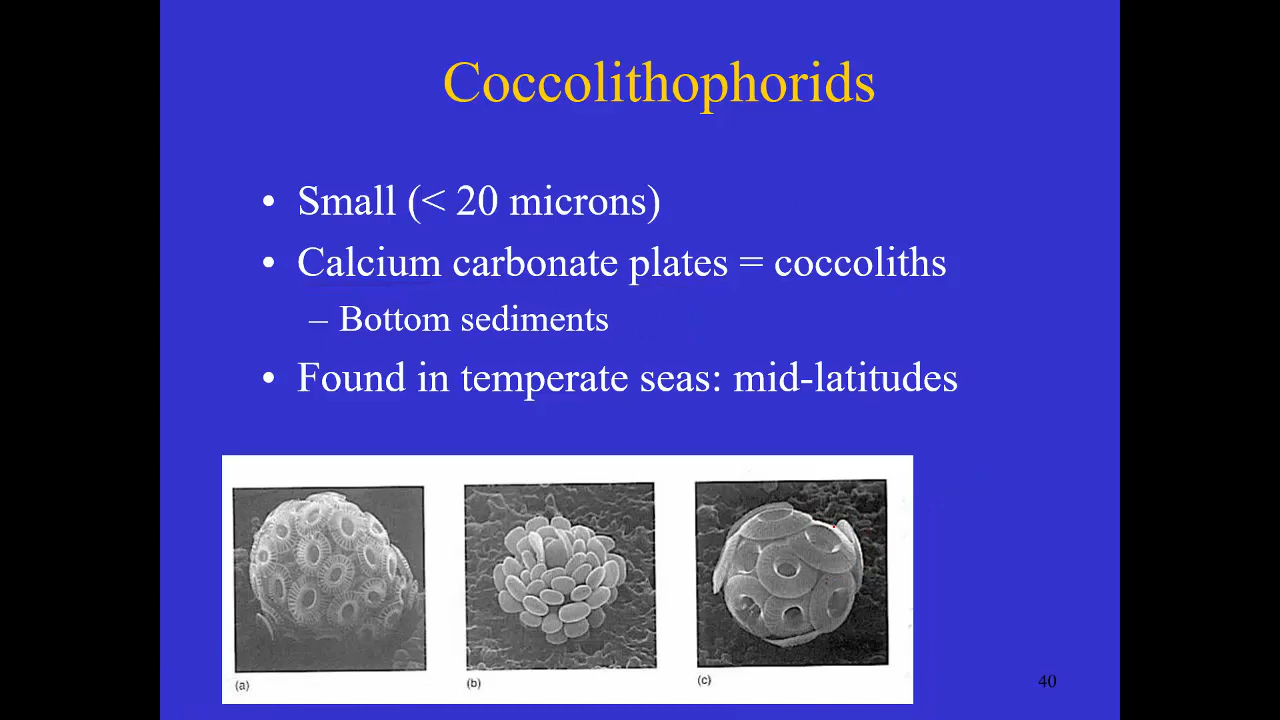 Coccolithophorids
• Small (< 20 microns)
• Calcium carbonate plates = coccoliths
– Bottom sediments
• Found in temperate seas: mid-latitudes
(a)
(b)
(c)
40